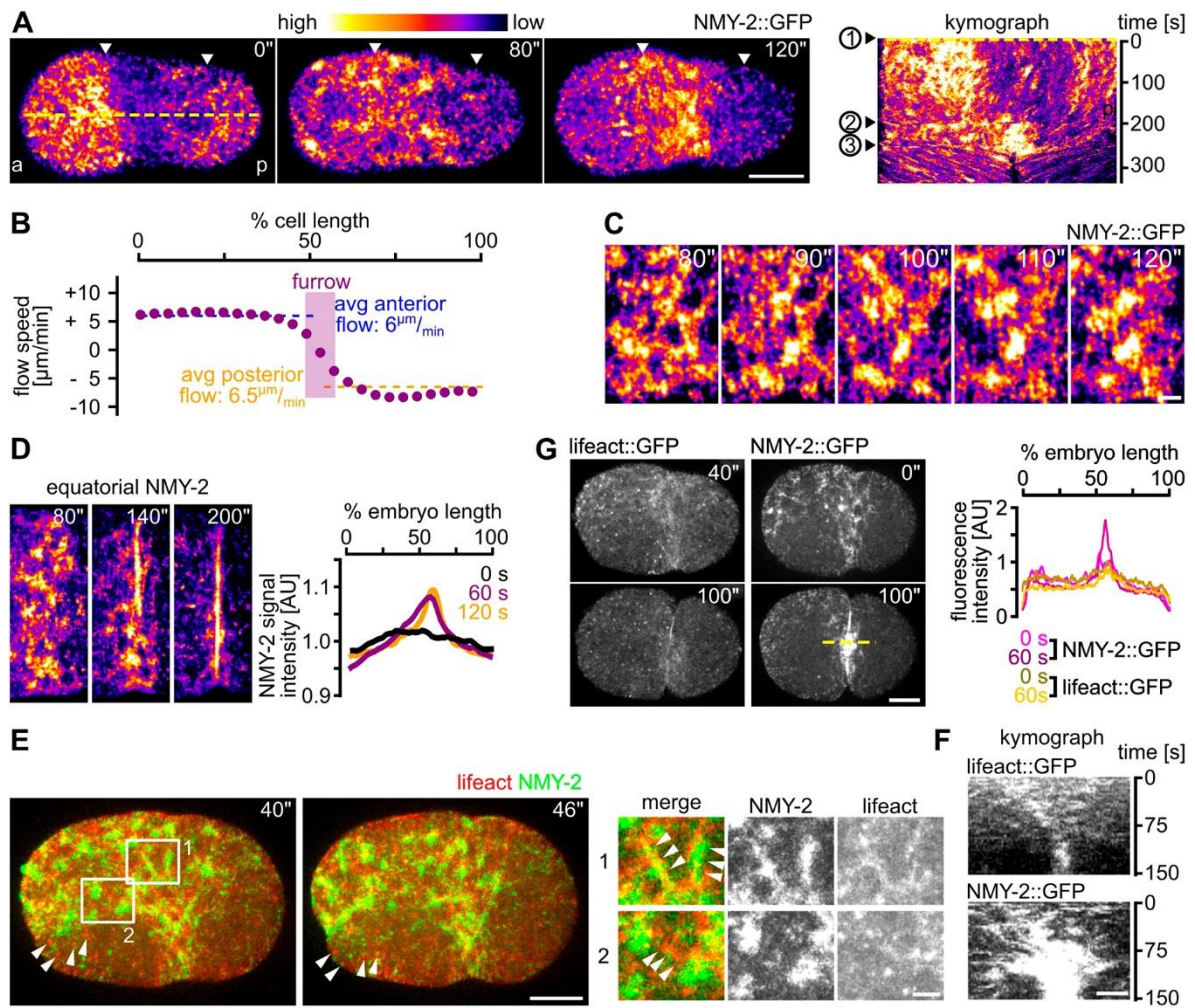 A
high
low
NMY-2::GFP
0"
80"
120"
a
p
kymograph
time [s]
1
2
3
0
100
200
300
p
B
% cell length
0
50
100
furrow
+10
+ 5
0
- 5
-10
flow speed
[µm/min]
avg anterior
flow: 6µm/min
avg posterior
flow: 6.5µm/min
C
NMY-2::GFP
80"
90"
100"
110"
120"
D
equatorial NMY-2
80"
140"
200"
% embryo length
0
50
100
1.1
1.0
0.9
NMY-2 signal
intensity [AU]
0 s
60 s
120 s
G
lifeact::GFP
NMY-2::GFP
40"
0"
100"
100"
% embryo length
0
50
100
2
1
0
fluorescence
intensity [AU]
0 s
60 s
NMY-2::GFP
0 s
60s
lifeact::GFP
E
lifeact NMY-2
40"
46"
1
2
merge
NMY-2
lifeact
1
2
F
kymograph
time [s]
lifeact::GFP
0
75
150
NMY-2::GFP
0
75
150